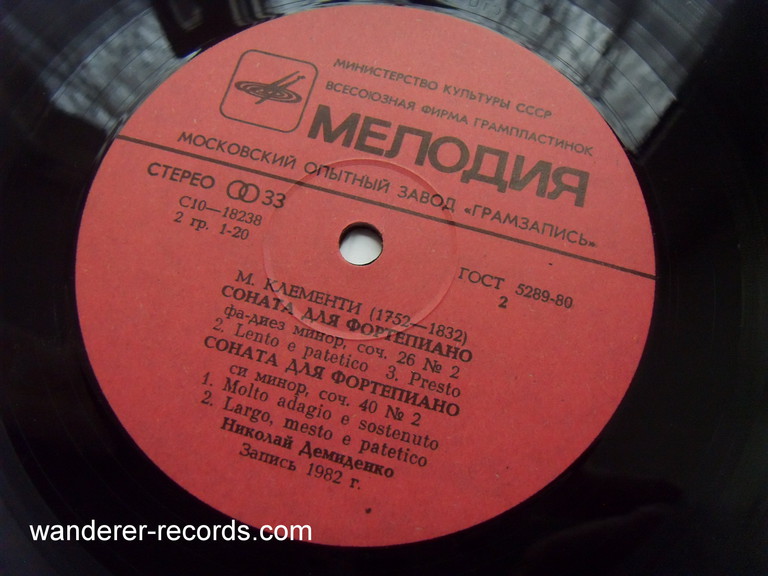 МИНИСТЕРСТВО КУЛЬТУРЫ СССР
ВСЕСОЮЗНАЯ ФИРМА ГРАМПЛАСТИНОК
МЕЛОДИЯ
МОСКОВСКИЙ ОПЫТНЫЙ ЗАВОД «ГРАМЗАПИСЬ»
СТЕРЕО 33
С10—18238
2 гр. 1-20
ГОСТ 5289-80
2
М. КЛЕМЕНТИ (1752—1832)
СОНАТА ДЛЯ ФОРТЕПИАНО
фа-диез минор, соч. 26 № 2
2. Lento e patetico 3. Presto
СОНАТА ДЛЯ ФОРТЕПИАНО
си минор, соч. 40 № 2
1. Molto adagio e sostenuto
2. Largo, mesto e patetico
Николай Демиденко
Запись 1982 г.
wanderer-records.com